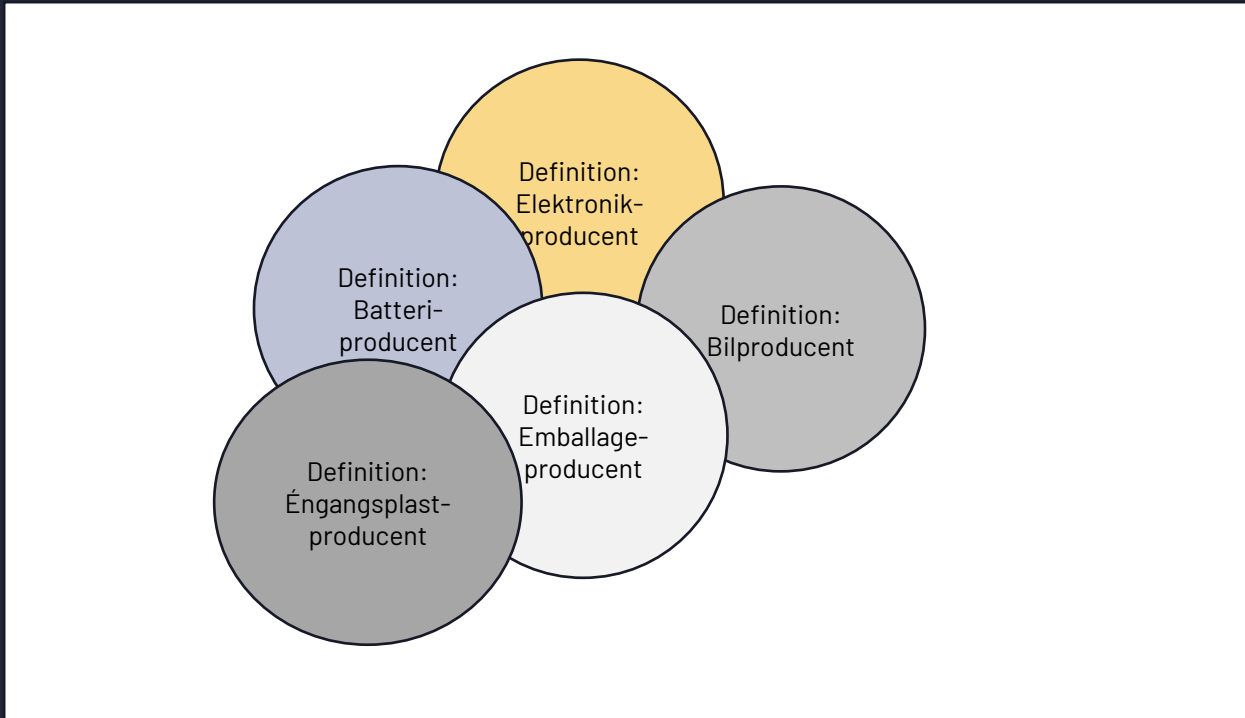 Definition:
Elektronik-
producent
Definition:
Batteri-
producent
Definition:
Bilproducent
Definition:
Emballage-
producent
Definition:
Éngangsplast-
producent